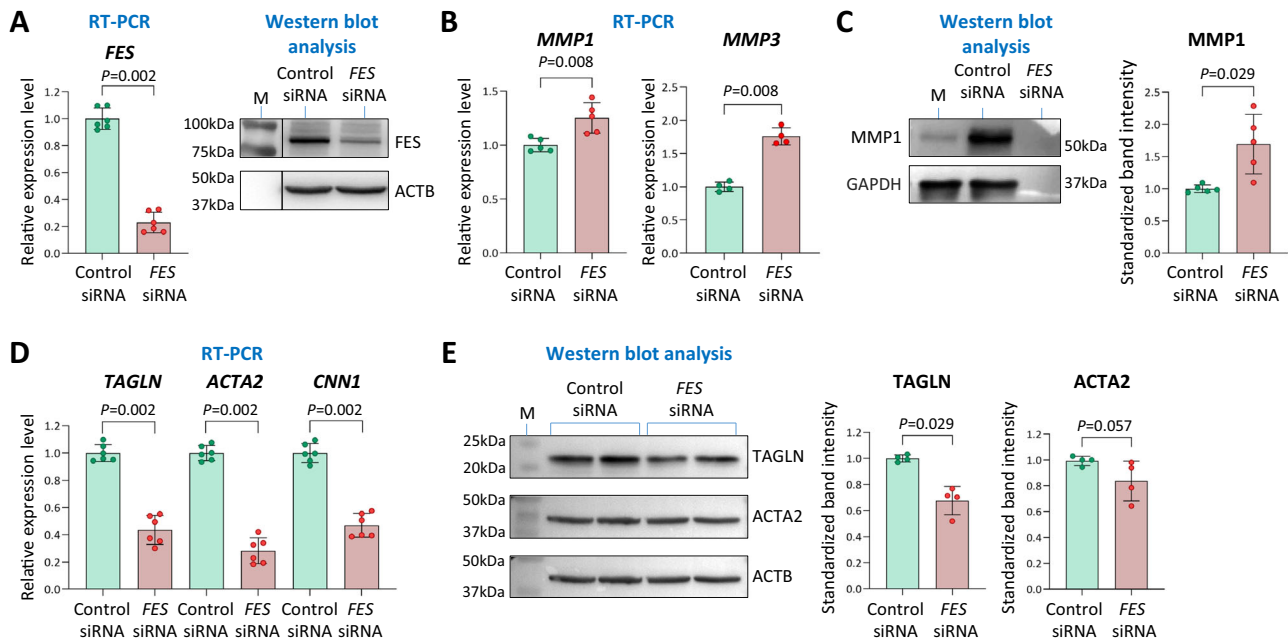 A
RT-PCR
FES
P=0.002
Relative expression level
1.2
1.0
0.8
0.6
0.4
0.2
0.0
Control
siRNA
FES
siRNA
Western blot
analysis
M
Control
siRNA
FES
siRNA
100kDa
75kDa
FES
50kDa
37kDa
ACTB
B
RT-PCR
MMP1
P=0.008
Relative expression level
1.5
1.0
0.5
0.0
Control
siRNA
FES
siRNA
MMP3
P=0.008
Relative expression level
2.5
2.0
1.5
1.0
0.5
0.0
Control
siRNA
FES
siRNA
C
Western blot
analysis
M
Control
siRNA
FES
siRNA
MMP1
50kDa
GAPDH
37kDa
MMP1
P=0.029
Standardized band intensity
2.5
2.0
1.5
1.0
0.5
0.0
Control
siRNA
FES
siRNA
D
RT-PCR
TAGLN
ACTA2
CNN1
P=0.002
P=0.002
P=0.002
Relative expression level
1.2
1.0
0.8
0.6
0.4
0.2
0.0
Control
siRNA
FES
siRNA
Control
siRNA
FES
siRNA
Control
siRNA
FES
siRNA
E
Western blot analysis
M
Control
siRNA
FES
siRNA
25kDa
20kDa
TAGLN
50kDa
37kDa
ACTA2
50kDa
37kDa
ACTB
TAGLN
P=0.029
Standardized band intensity
1.2
1.0
0.8
0.6
0.4
0.2
0.0
Control
siRNA
FES
siRNA
ACTA2
P=0.057
Standardized band intensity
1.2
1.0
0.8
0.6
0.4
0.2
0.0
Control
siRNA
FES
siRNA